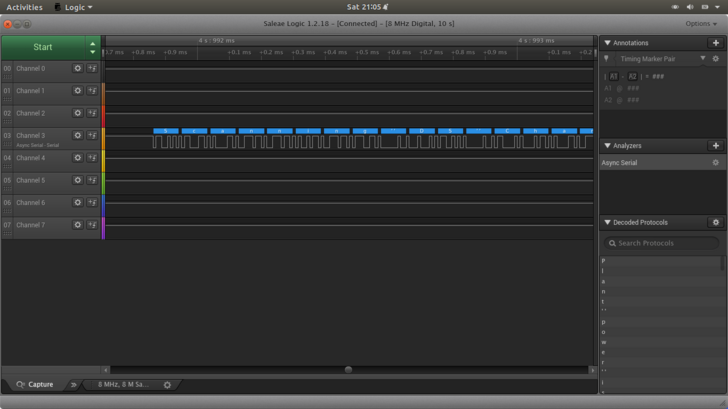 Activities Logic Sat 21:05
Saleae Logic 1.2.18 - [Connected] - [8 MHz Digital, 10 s] Options
Start
4 s : 992 ms 4 s : 993 ms
+0.8 ms +0.9 ms +0.1 ms +0.2 ms +0.3 ms +0.4 ms +0.5 ms +0.6 ms +0.7 ms +0.8 ms +0.9 ms +0.1 ms
00 Channel 0
01 Channel 1
02 Channel 2
03 Channel 3
Async Serial - Serial
04 Channel 4
05 Channel 5
06 Channel 6
07 Channel 7
Annotations
Timing Marker Pair
| A1 - A2 | = ###
A1 @ ###
A2 @ ###
Analyzers
Async Serial
Decoded Protocols
Search Protocols
P
l
a
n
t
' '
p
o
w
e
r
' '
i
Capture
8 MHz, 8 M Sa...